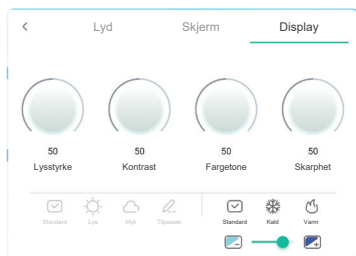 Lyd Skjerm Display
50 50 50 50
Lysstyrke Kontrast Fargetone Skarphet
Standard Lys Myk Tilpasset Standard Kald Varm